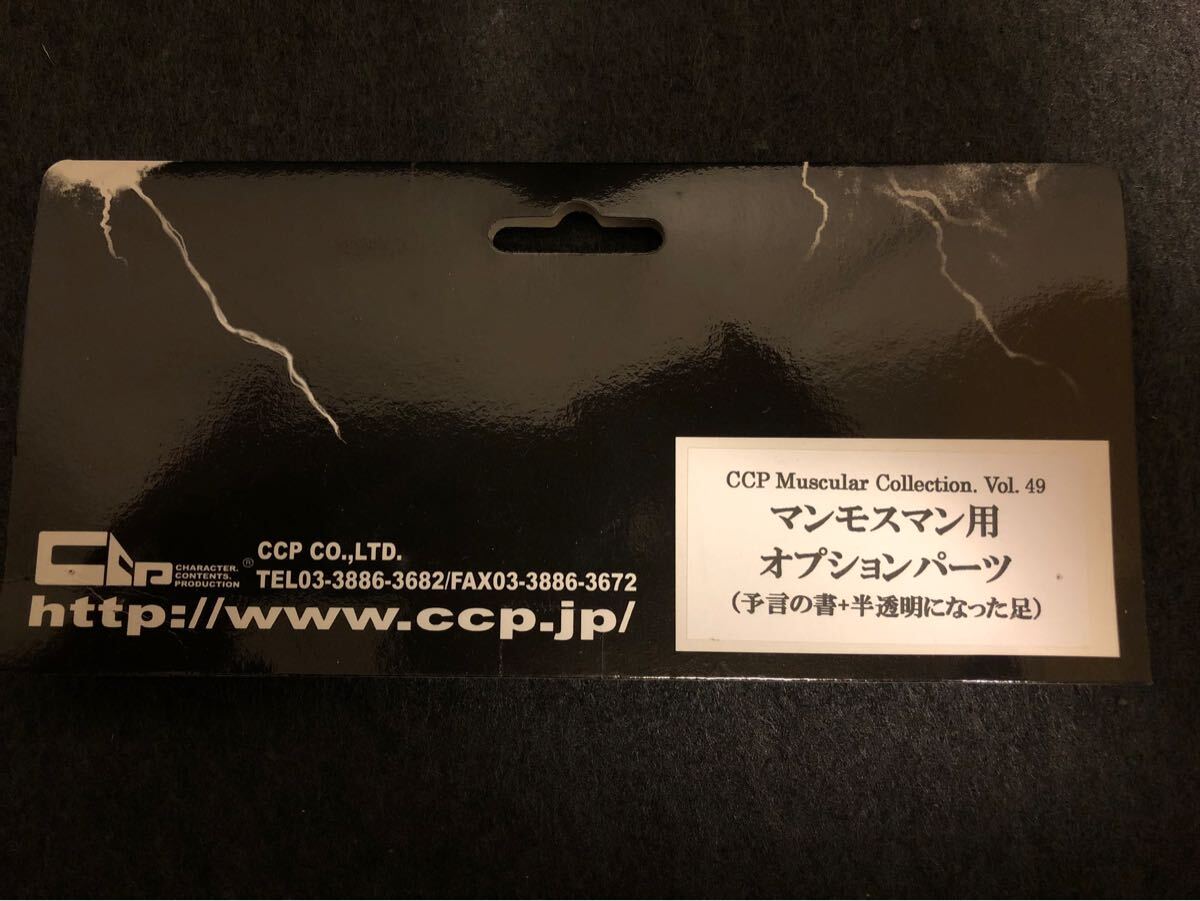 CCP
CHARACTER.
CONTENTS.
PRODUCTION
®
CCP CO.,LTD.
TEL03-3886-3682/FAX03-3886-3672
http://www.ccp.jp/
CCP Muscular Collection. Vol. 49
マンモスマン用
オプションパーツ
(予言の書+半透明になった足)